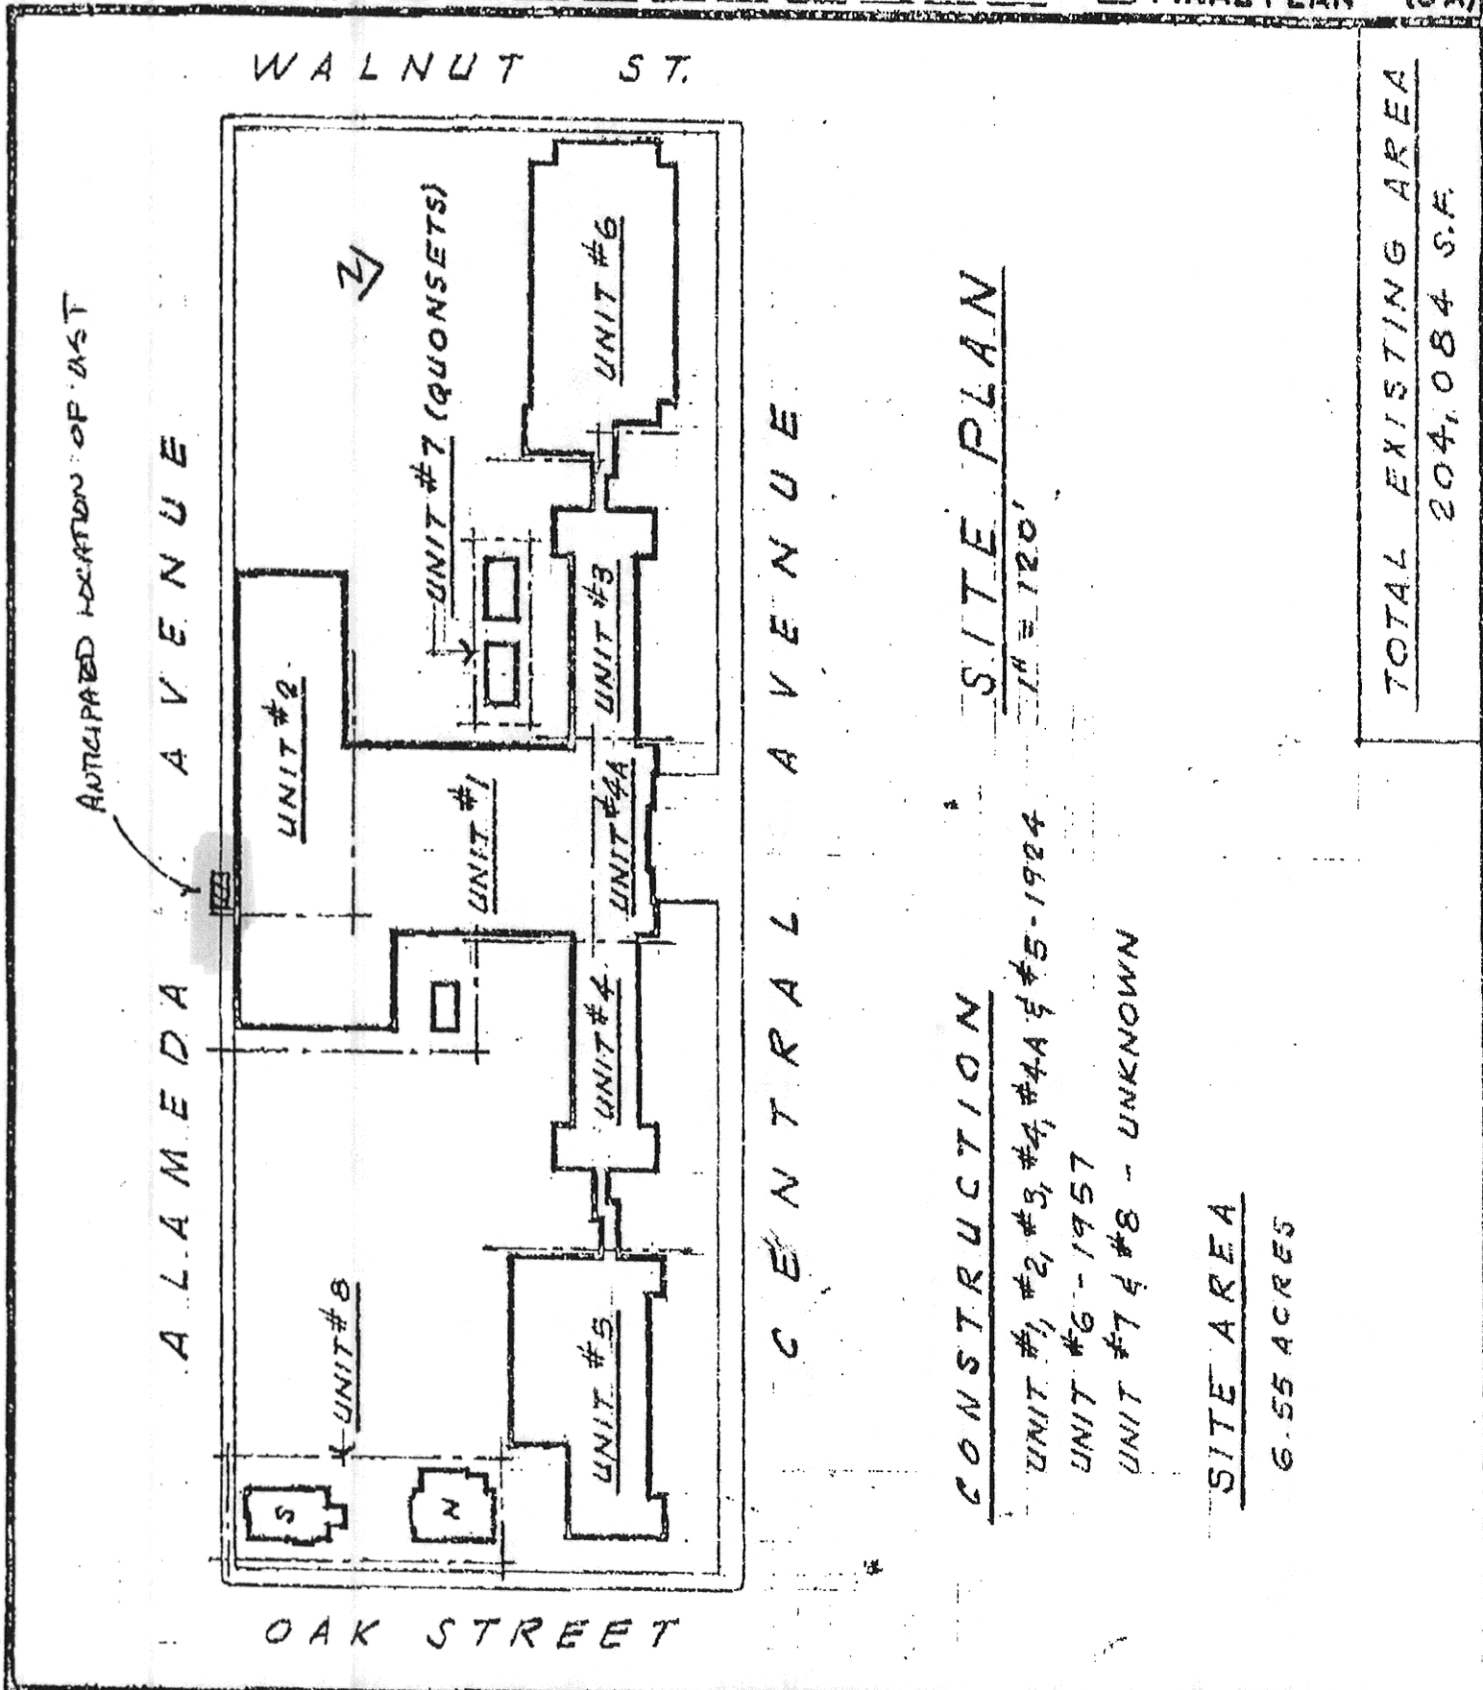 FINAL PLAN
WALNUT ST.
ANTICIPATED LOCATION OF UST
ALAMEDA AVENUE
UNIT #7 (QUONSETS)
UNIT #6
UNIT #2
UNIT #3
UNIT #1
UNIT #4A
UNIT #4
UNIT #8
UNIT #5
S
N
CENTRAL AVENUE
OAK STREET
SITE PLAN
1" = 120'
CONSTRUCTION
UNIT #1, #2, #3, #4, #4A & #5 - 1924
UNIT #6 - 1957
UNIT #7 & #8 - UNKNOWN
SITE AREA
6.55 ACRES
TOTAL EXISTING AREA
204,084 S.F.